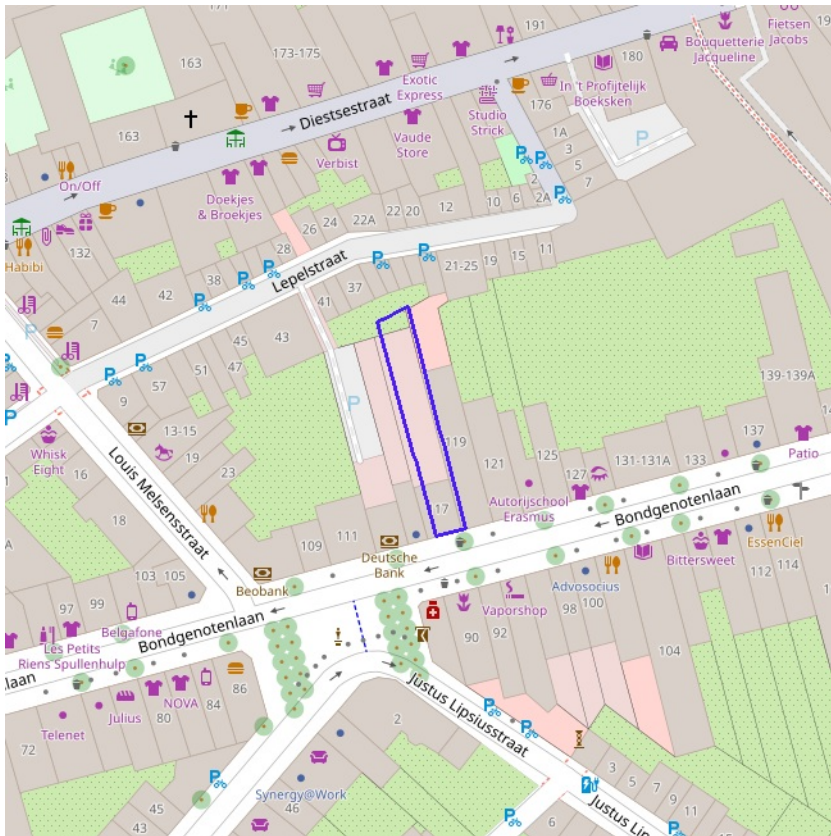 171
191
Fietsen
Jacobs
173-175
163
Bouquetterie
Jacqueline
180
Exotic
Express
In 't Profijtelijk
Boeksken
Diestsestraat
176
Studio
Strick
163
Vaude
Store
1A
3
5
7
P
Verbist
On/Off
2
2A
Doekjes
& Broekjes
26
24
22A
22
20
12
10
6
132
28
Habibi
Lepelstraat
11
15
19
21-25
38
44
42
41
37
7
P
45
43
47
51
57
139-139A
P
9
13-15
19
Whisk
Eight
16
23
119
125
121
127
131-131A
133
137
Patio
Louis Melsensstraat
18
17
Autorijschool
Erasmus
Bondgenotenlaan
109
111
Deutsche
Bank
Bittersweet
EssenCiel
103
105
Beobank
Advosocius
112
114
97
99
Vaporshop
98
100
Belgafone
Bondgenotenlaan
90
92
Les Petits
Riens Spullenhulp
104
laan
86
84
NOVA
Julius
80
Justus Lipsiusstraat
Telenet
72
2
Synergy@Work
3
5
7
9
11
45
43
46
6
Justus Lip